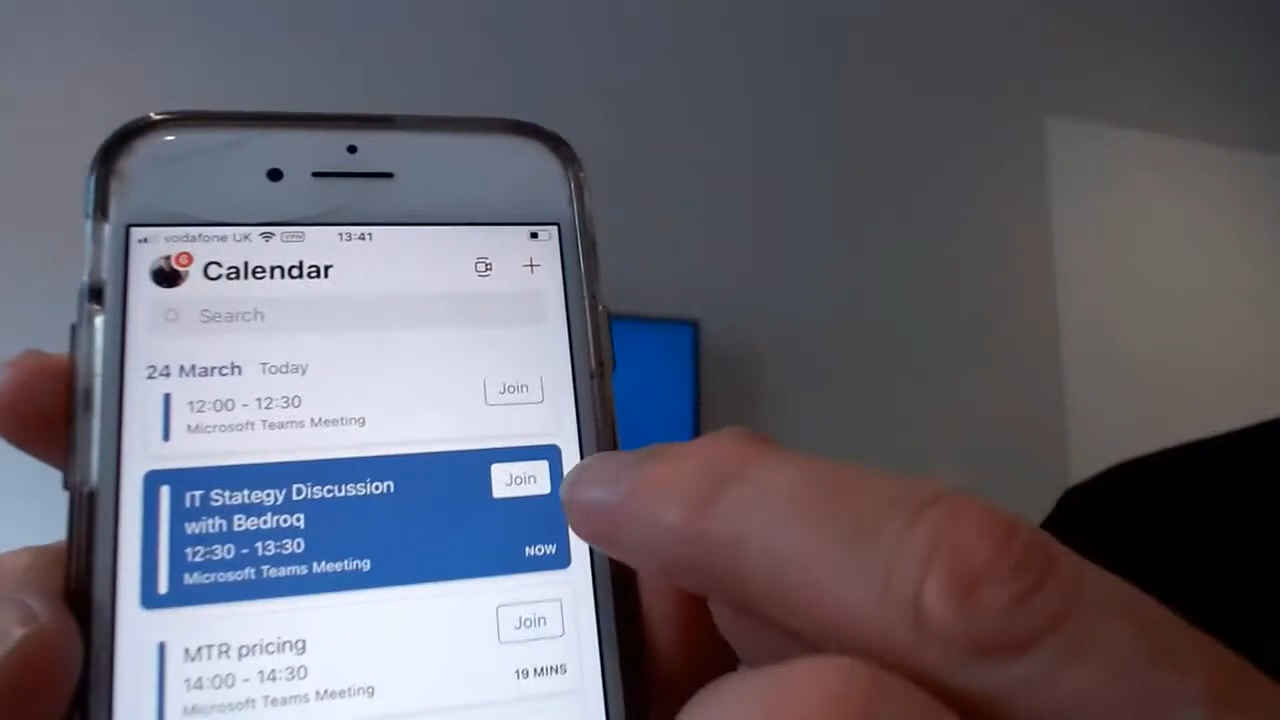 vodafone UK VPN 13:41
6
Calendar
Search
24 March Today
12:00 - 12:30 Join
Microsoft Teams Meeting
IT Stategy Discussion Join
with Bedroq
12:30 - 13:30
Microsoft Teams Meeting NOW
MTR pricing Join
14:00 - 14:30
Microsoft Teams Meeting 19 MINS